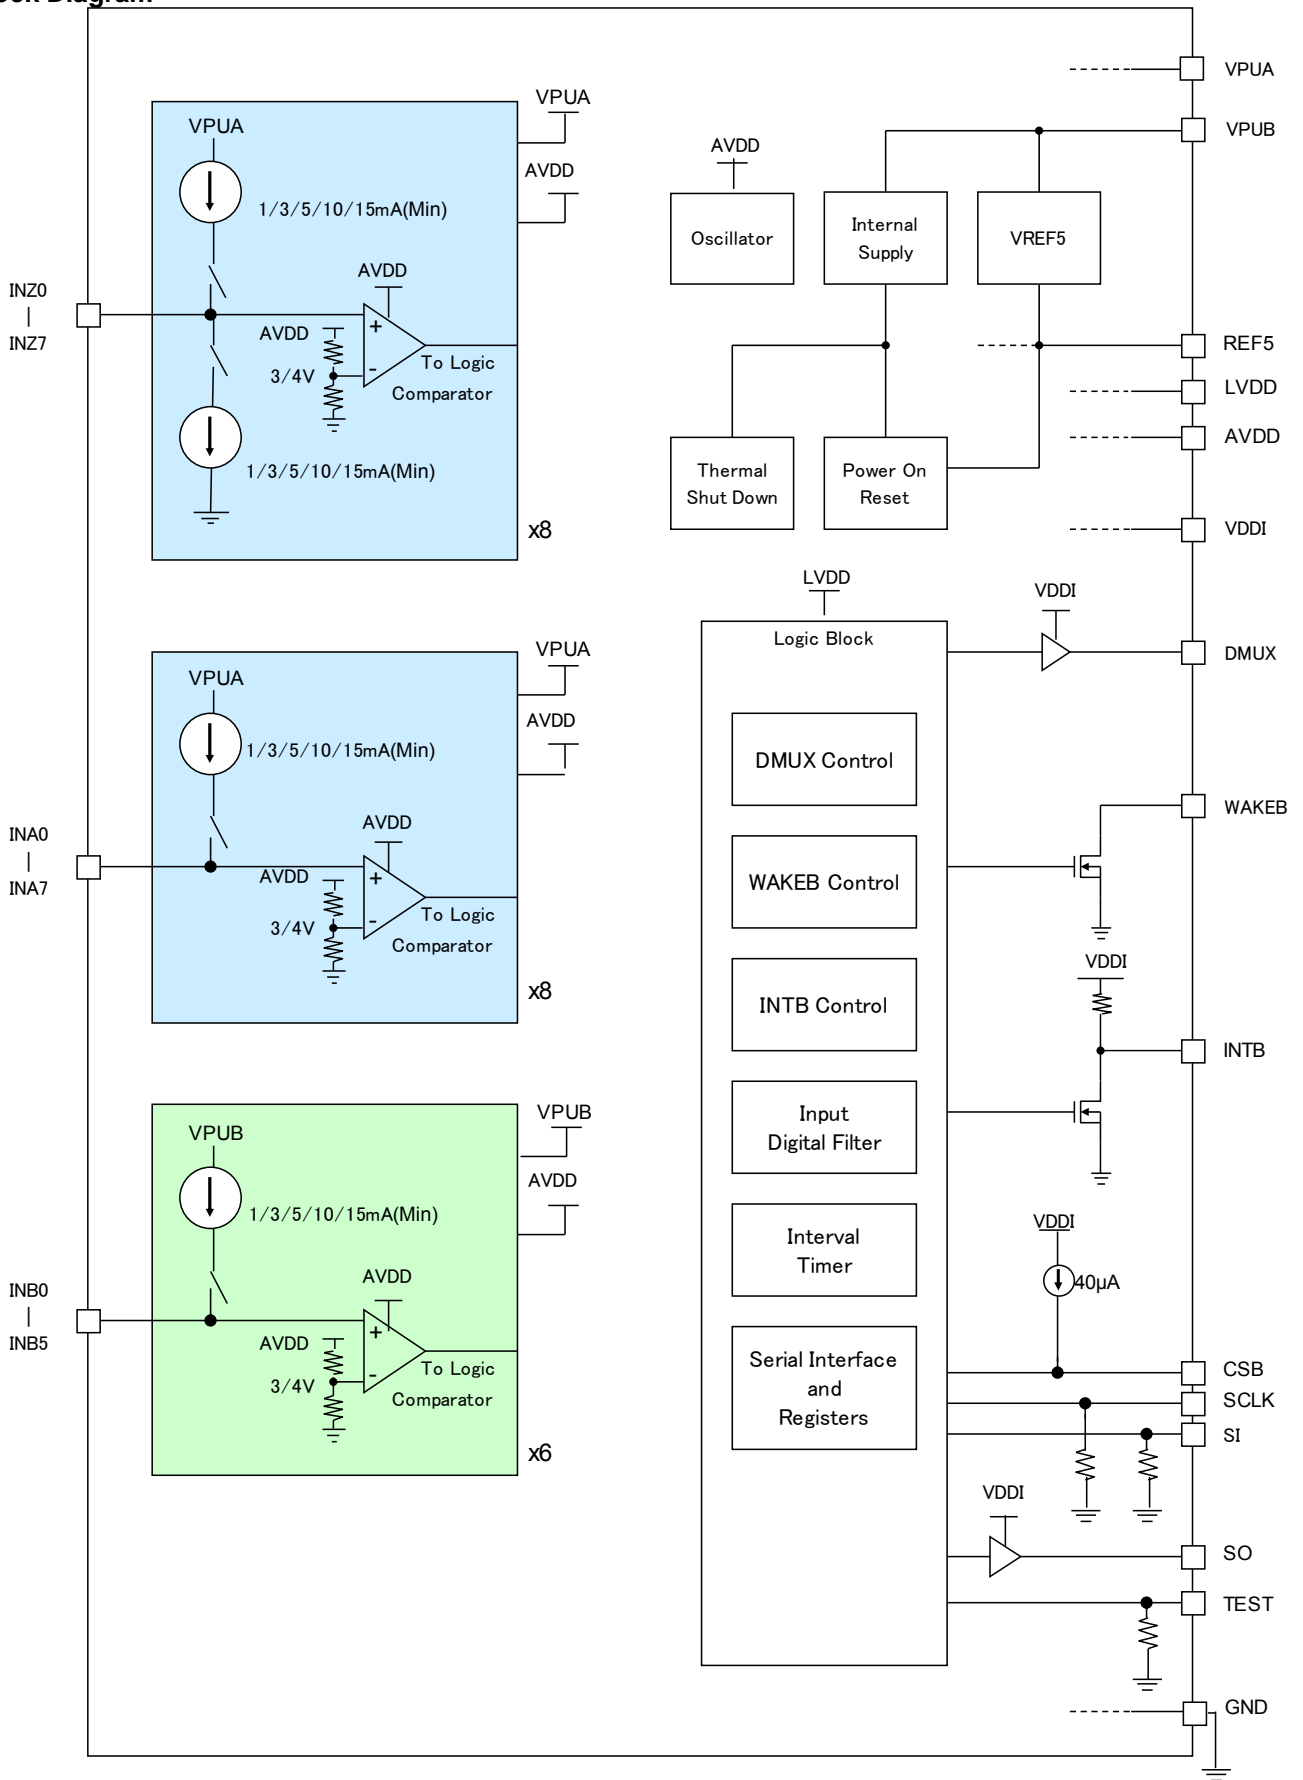 VPUA
VPUA
1/3/5/10/15mA(Min)
VPUA
AVDD
INZ0
|
INZ7
AVDD
AVDD
3/4V
+
-
To Logic
Comparator
1/3/5/10/15mA(Min)
x8
VPUA
1/3/5/10/15mA(Min)
VPUA
AVDD
INA0
|
INA7
AVDD
AVDD
3/4V
+
-
To Logic
Comparator
x8
VPUB
1/3/5/10/15mA(Min)
VPUB
AVDD
INB0
|
INB5
AVDD
AVDD
3/4V
+
-
To Logic
Comparator
x6
AVDD
Oscillator
Internal
Supply
VREF5
Thermal
Shut Down
Power On
Reset
LVDD
Logic Block
DMUX Control
WAKEB Control
INTB Control
Input
Digital Filter
Interval
Timer
Serial Interface
and
Registers
VDDI
VDDI
VDDI
40μA
VDDI
VPUB
REF5
LVDD
AVDD
VDDI
DMUX
WAKEB
INTB
CSB
SCLK
SI
SO
TEST
GND